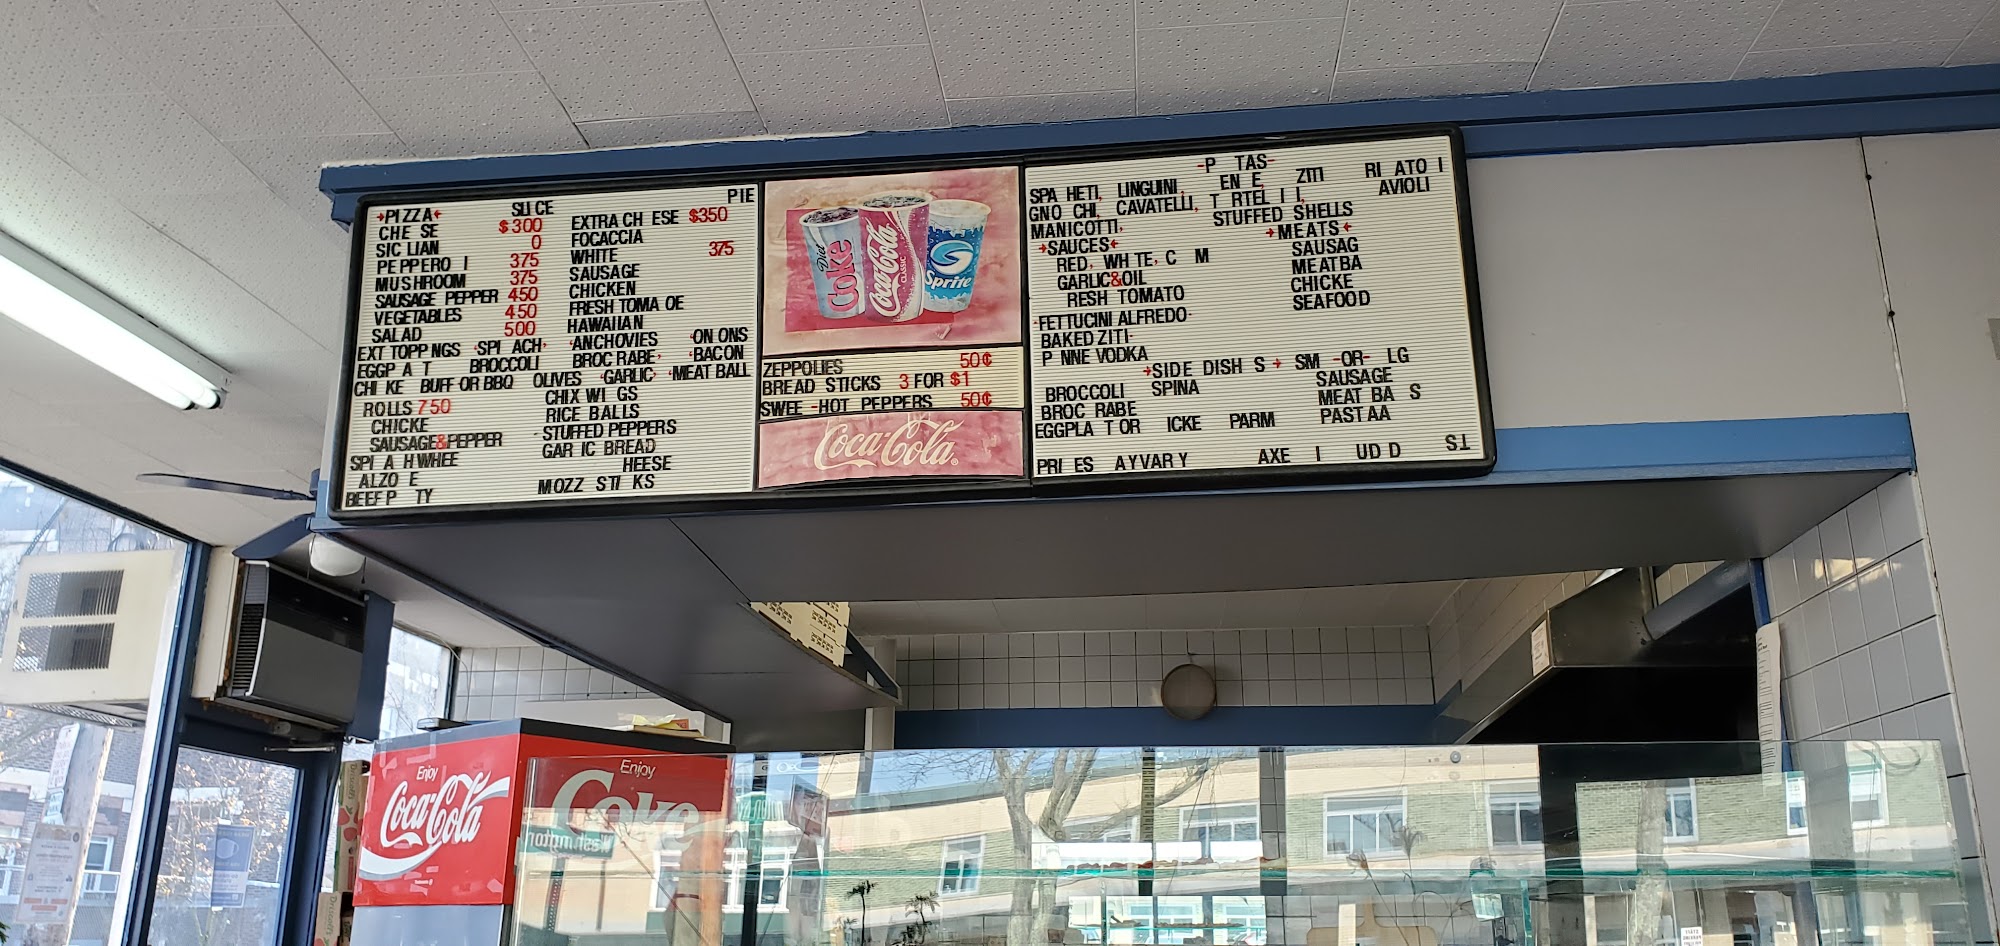 PIZZA SLICE PIE
CHE SE $300 EXTRA CH ESE $350
SIC LIAN 0 FOCACCIA
PEPPERO I 375 WHITE 375
MUSHROOM 375 SAUSAGE
SAUSAGE PEPPER 450 CHICKEN
VEGETABLES 450 FRESH TOMA OE
SALAD 500 HAWAIIAN
EXT TOPP NGS SPI ACH ANCHOVIES ON ONS
EGGP A T BROCCOLI BROC RABE, BACON
CHI KE BUFF OR BBQ OLIVES GARLIC MEAT BALL
ROLLS 750 CHIX WI GS
CHICKE RICE BALLS
SAUSAGE&PEPPER STUFFED PEPPERS
SPI A H WHEE GAR IC BREAD
ALZO E HEESE
BEEF P TY MOZZ STI KS
Diet Coke
Coca-Cola CLASSIC
Sprite
ZEPPOLIES 50¢
BREAD STICKS 3 FOR $1
SWEE -HOT PEPPERS 50¢
Coca-Cola
-P TAS-
SPA HETI, LINGUINI, EN E, ZITI RI ATO I
GNO CHI, CAVATELLI, T RTEL I I, AVIOLI
MANICOTTI, STUFFED SHELLS
SAUCES MEATS
RED, WH TE, C M SAUSAG
GARLIC&OIL MEATBA
RESH TOMATO CHICKE
-FETTUCINI ALFREDO- SEAFOOD
BAKED ZITI-
P NNE VODKA
SIDE DISH S SM -OR- LG
BROCCOLI SPINA SAUSAGE
BROC RABE MEAT BA S
EGGPLA T OR ICKE PARM PASTA A
PRI ES AY VAR Y AXE I UD D ST
Enjoy
Coca-Cola
Enjoy
Coke
Washington